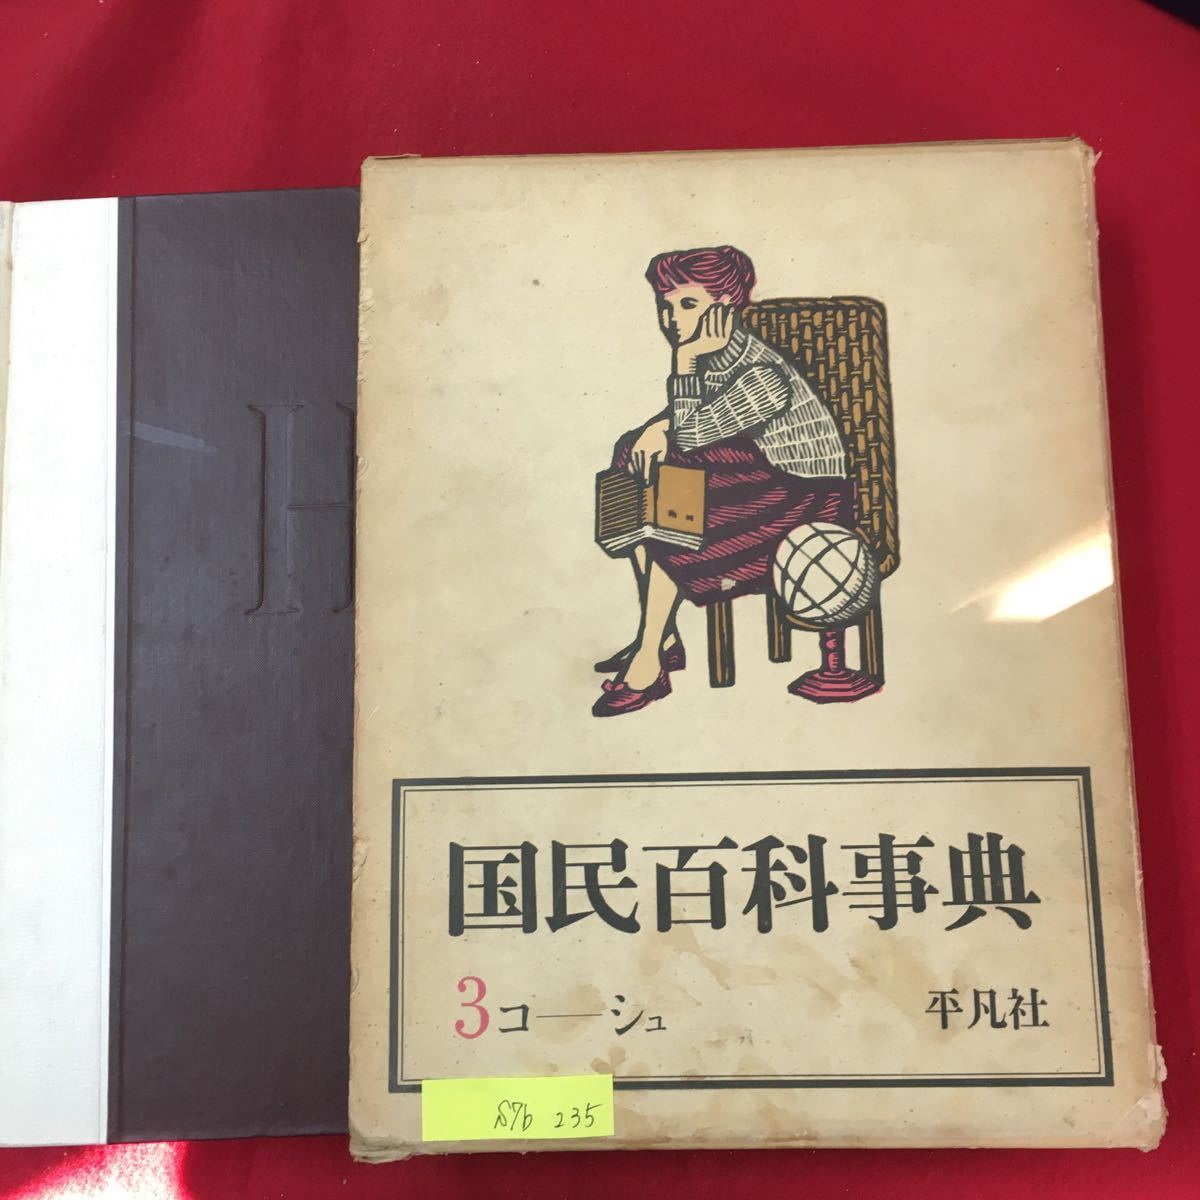 H
国民百科事典
3コ——シュ 平凡社
S7b 235